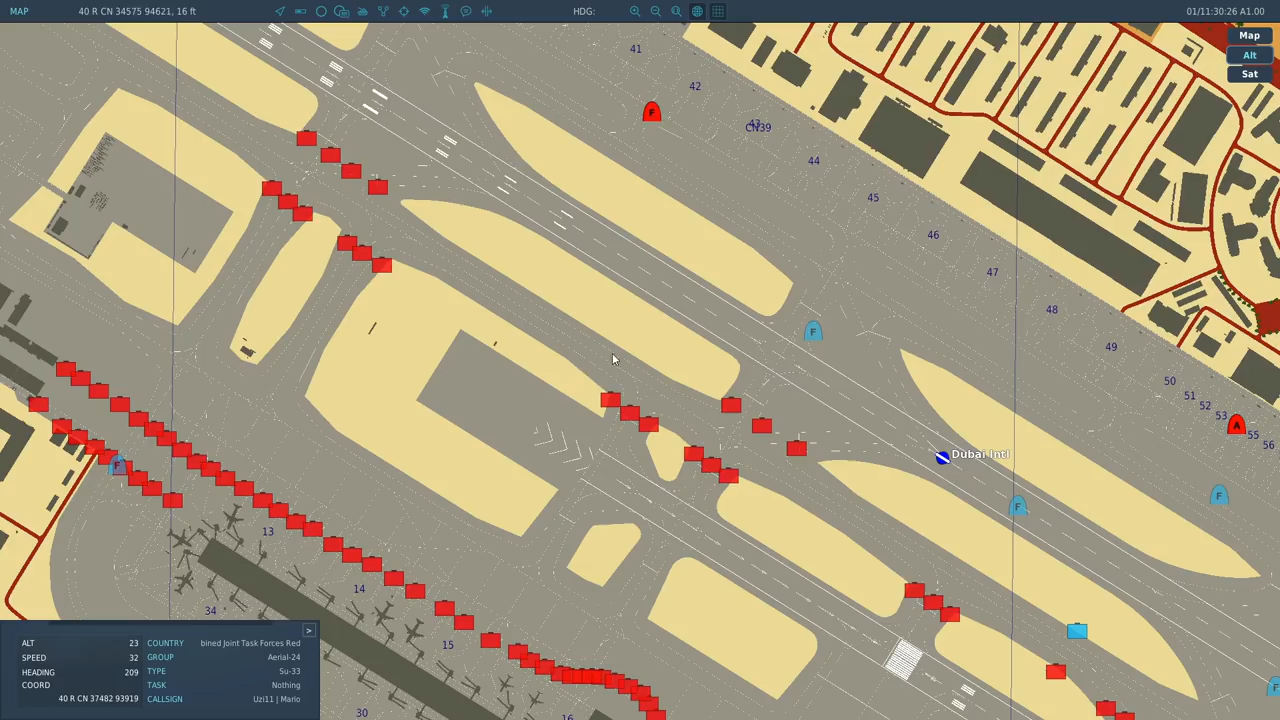 MAP 40 R CN 34575 94621, 16 ft HDG: 01/11:30:26 A1.00
Map
Alt
Sat
41
42
F
43
CN39
44
45
46
47
48
49
50
51
52
53
55
56
F
A
Dubai Intl
F
F
F
F
13
14
15
16
34
30
>
ALT 23
SPEED 32
HEADING 209
COORD
40 R CN 37482 93919
COUNTRY bined Joint Task Forces Red
GROUP Aerial-24
TYPE Su-33
TASK Nothing
CALLSIGN Uzi11 | Mario